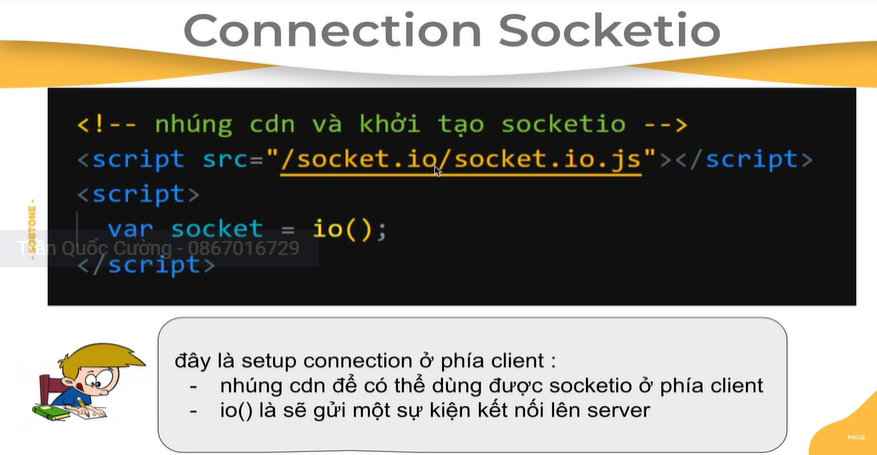 Connection Socketio
<!-- nhúng cdn và khởi tạo socketio -->
<script src="/socket.io/socket.io.js"></script>
<script>
var socket = io();
Trần Quốc Cường - 0867016729
</script>
- SOBTONE -
đây là setup connection ở phía client :
- nhúng cdn để có thể dùng được socketio ở phía client
- io() là sẽ gửi một sự kiện kết nối lên server
PAGE